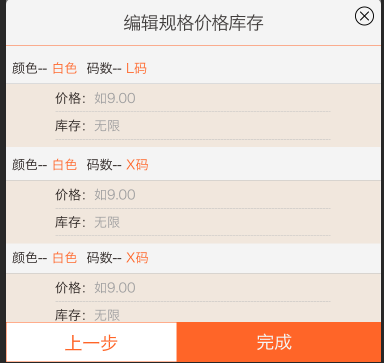 编辑规格价格库存
颜色-- 白色 码数-- L码
价格：如9.00
库存：无限
颜色-- 白色 码数-- X码
价格：如9.00
库存：无限
颜色-- 白色 码数-- X码
价格：如9.00
库存：无限
上一步 完成